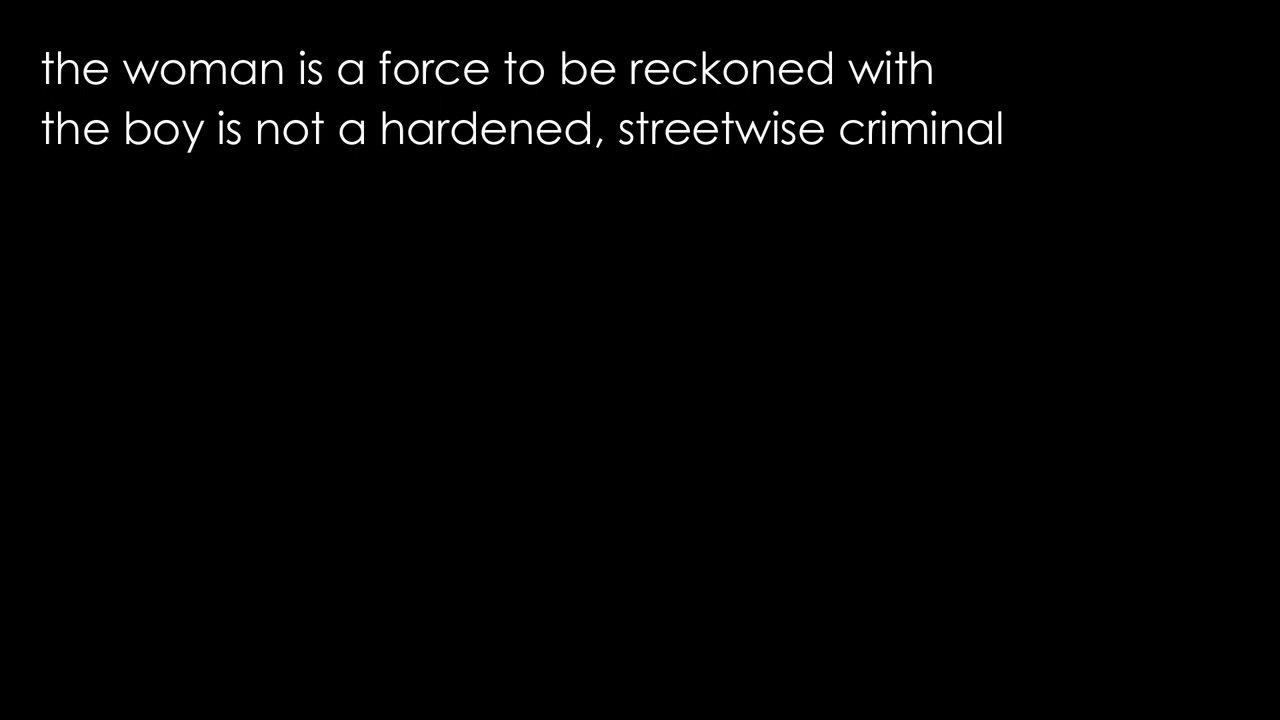 the woman is a force to be reckoned with
the boy is not a hardened, streetwise criminal